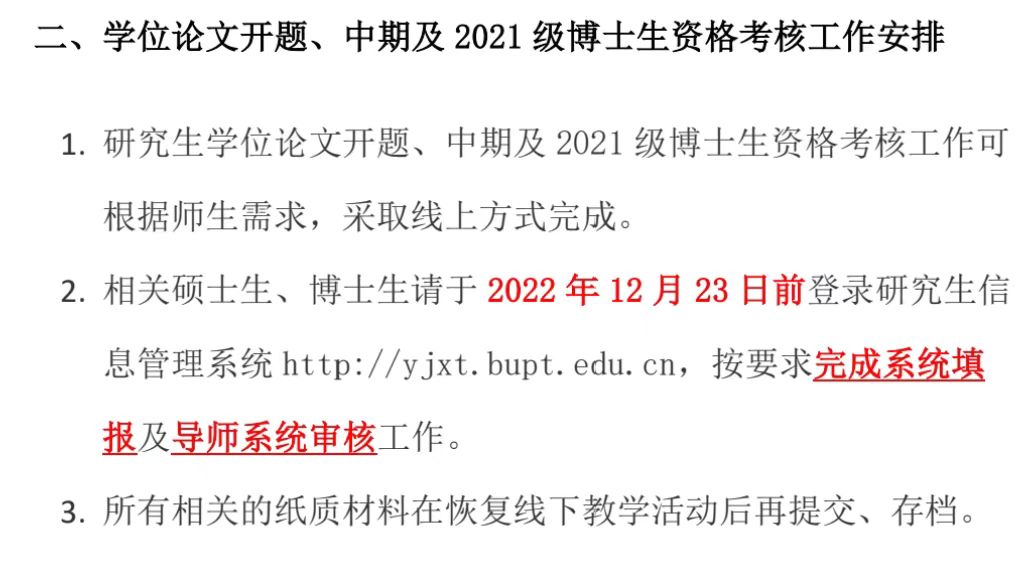 二、学位论文开题、中期及 2021 级博士生资格考核工作安排
1. 研究生学位论文开题、中期及 2021 级博士生资格考核工作可
根据师生需求，采取线上方式完成。
2. 相关硕士生、博士生请于 2022 年 12 月 23 日前登录研究生信
息管理系统 http://yjxt.bupt.edu.cn，按要求完成系统填
报及导师系统审核工作。
3. 所有相关的纸质材料在恢复线下教学活动后再提交、存档。